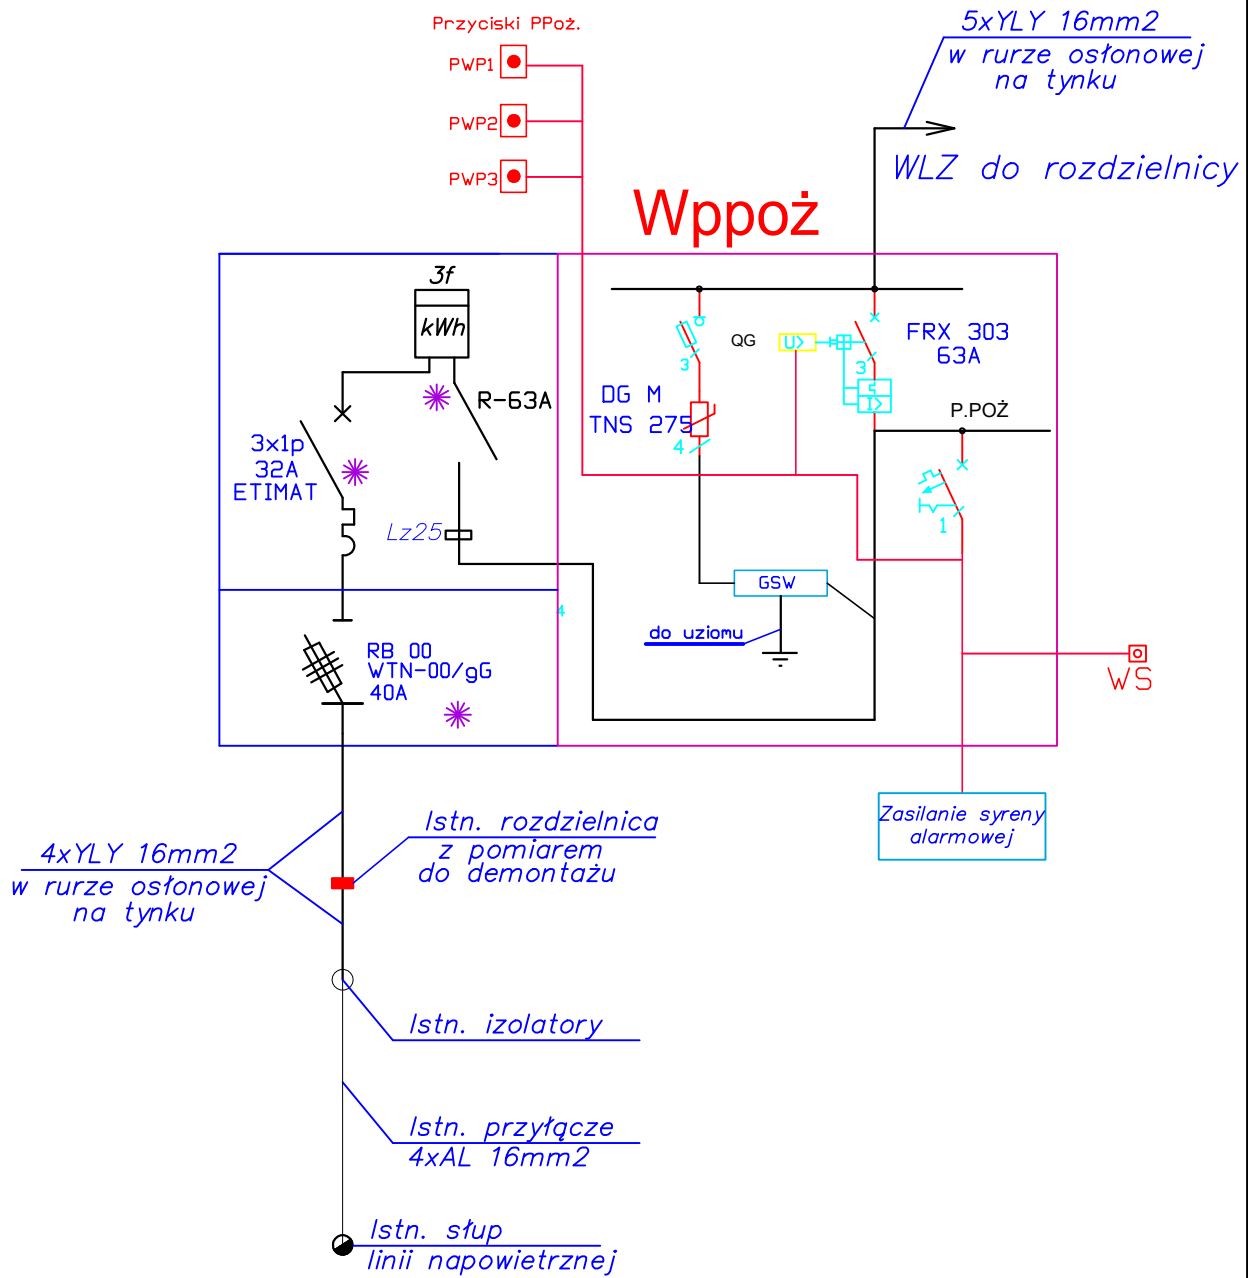 Przyciski PPoż.
PWP1
PWP2
PWP3
5xYLY 16mm2
w rurze osłonowej
na tynku
WLZ do rozdzielnicy
Wppoż
3f
kWh
R-63A
3x1p
32A
ETIMAT
Lz25
QG
U>
3
3
I>
FRX 303
63A
DG M
TNS 275
4
P.POŻ
1
GSW
do uziomu
4
RB 00
WTN-00/gG
40A
WS
Zasilanie syreny
alarmowej
Istn. rozdzielnica
z pomiarem
do demontażu
4xYLY 16mm2
w rurze osłonowej
na tynku
Istn. izolatory
Istn. przyłącze
4xAL 16mm2
Istn. słup
linii napowietrznej